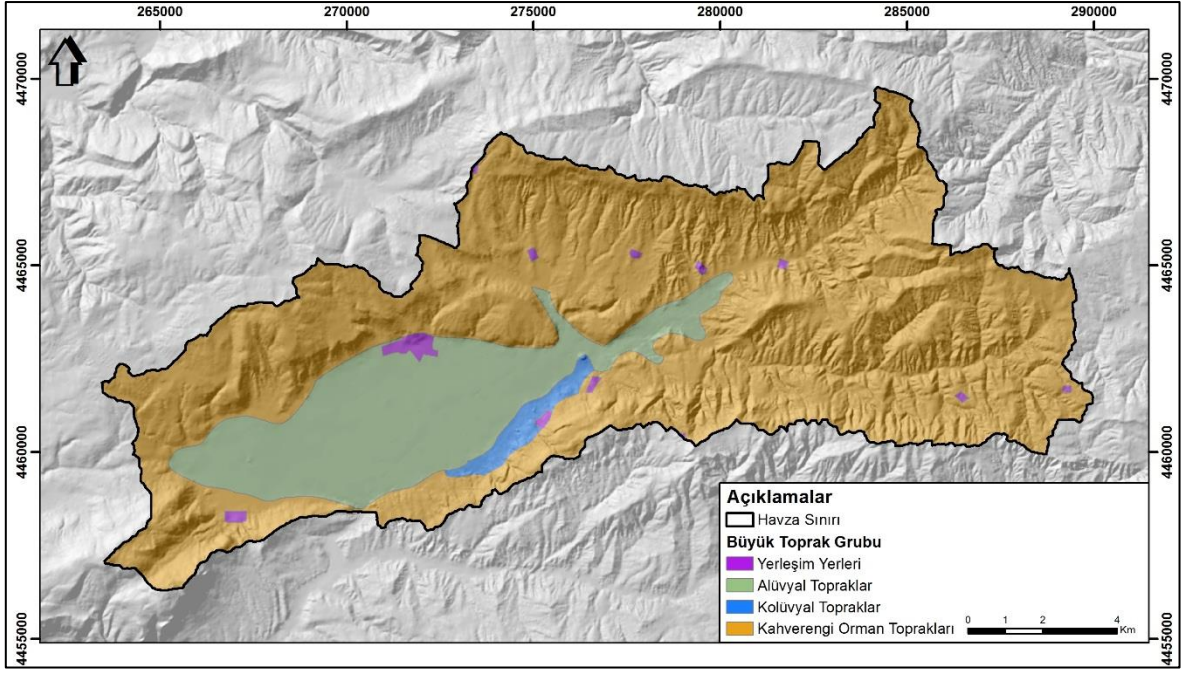 265000 270000 275000 280000 285000 290000
4470000 4470000
4465000 4465000
4460000 4460000
4455000 4455000
Açıklamalar
Havza Sınırı
Büyük Toprak Grubu
Yerleşim Yerleri
Alüvyal Topraklar
Kolüvyal Topraklar
Kahverengi Orman Toprakları
0 1 2 4
Km